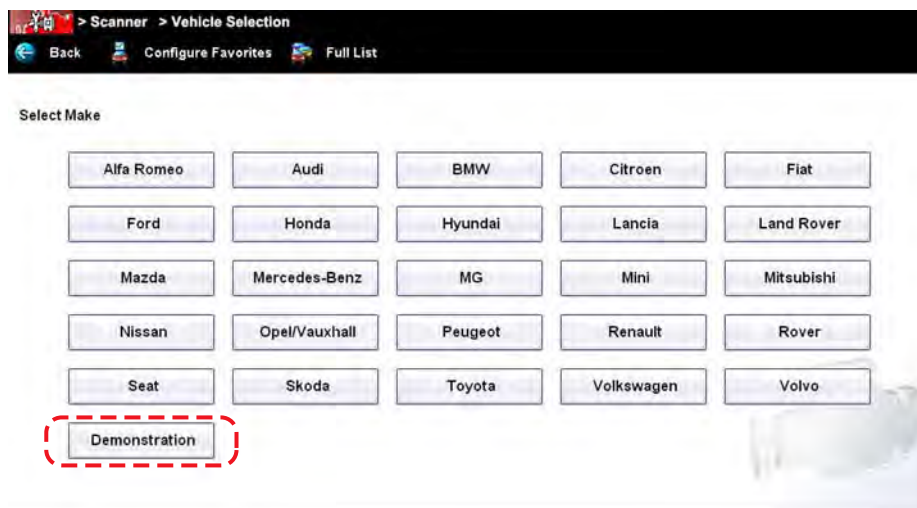 > Scanner > Vehicle Selection
Back Configure Favorites Full List
Select Make
Alfa Romeo Audi BMW Citroen Fiat
Ford Honda Hyundai Lancia Land Rover
Mazda Mercedes-Benz MG Mini Mitsubishi
Nissan Opel/Vauxhall Peugeot Renault Rover
Seat Skoda Toyota Volkswagen Volvo
Demonstration